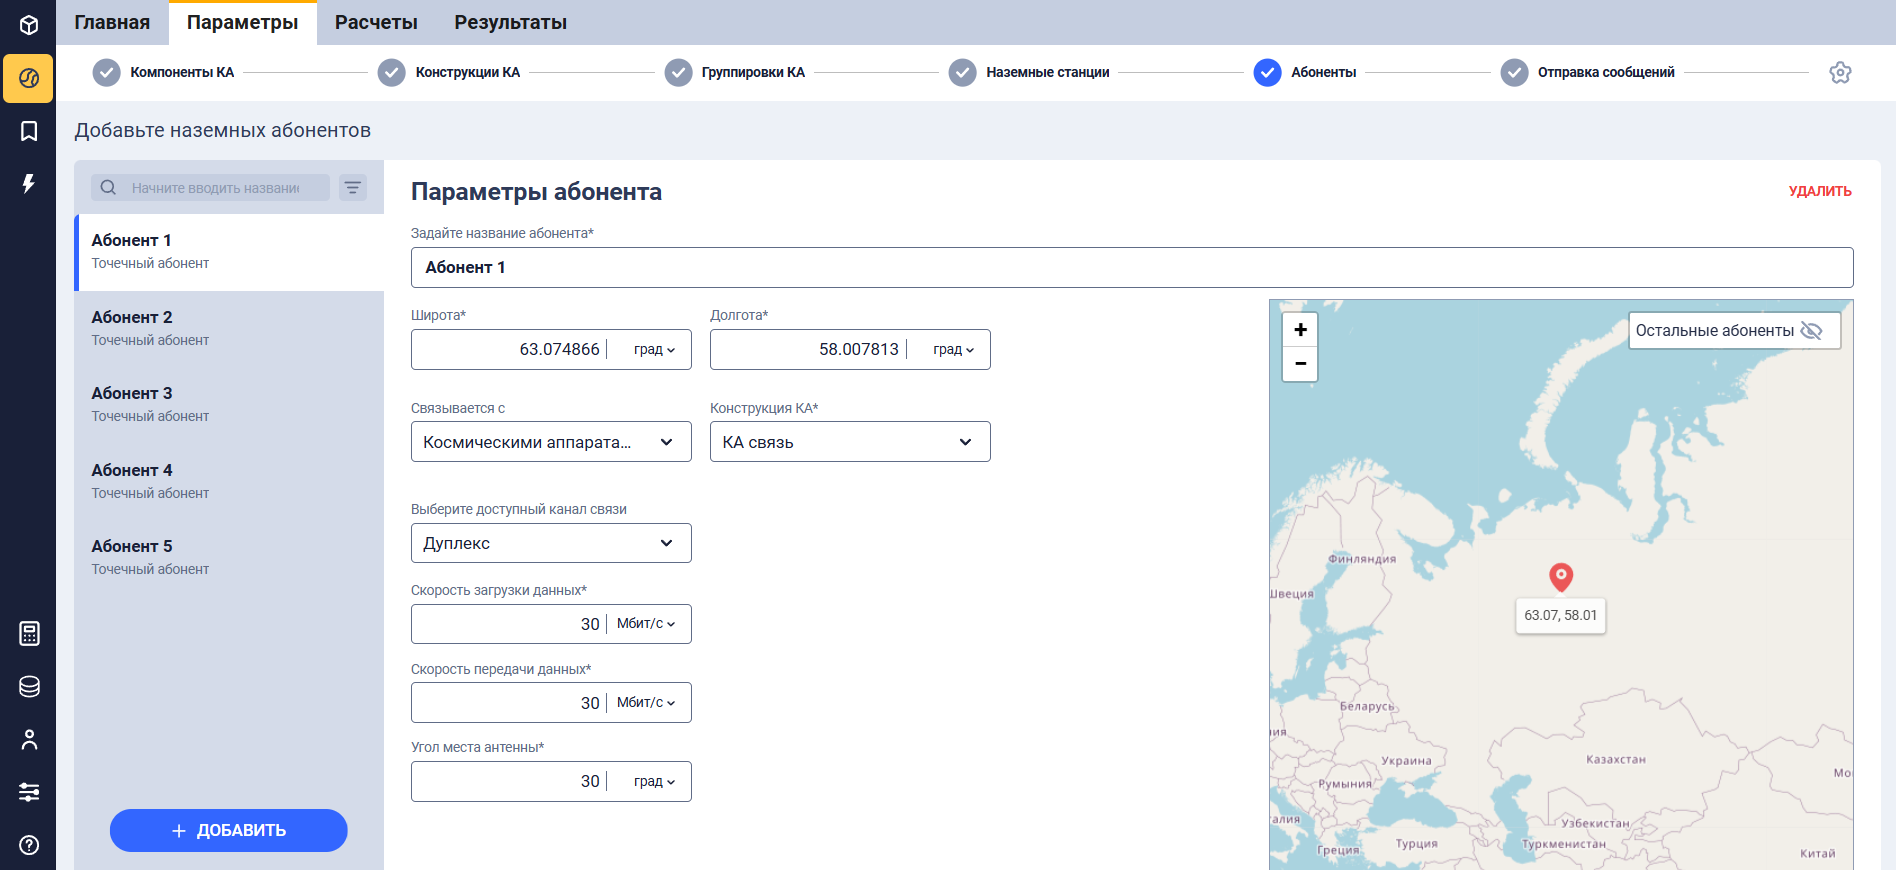 Главная
Параметры
Расчеты
Результаты
Компоненты КА
Конструкции КА
Группировки КА
Наземные станции
Абоненты
Отправка сообщений
Добавьте наземных абонентов
Начните вводить
Абонент 1
Точечный абонент
Абонент 2
Точечный абонент
Абонент 3
Точечный абонент
Абонент 4
Точечный абонент
Абонент 5
Точечный абонент
+ ДОБАВИТЬ
Параметры абонента
УДАЛИТЬ
Задайте название абонента*
Абонент 1
Широта*
63.074866 град
Долгота*
58.007813 град
Связывается с
Космическими аппарата...
Конструкция КА*
КА связь
Выберите доступный канал связи
Дуплекс
Скорость загрузки данных*
30 Мбит/с
Скорость передачи данных*
30 Мбит/с
Угол места антенны*
30 град
+
−
Остальные абоненты
Финляндия
Швеция
63.07, 58.01
Беларусь
Украина
Казахстан
Румыния
Узбекистан
Турция
Туркменистан
Греция
Китай